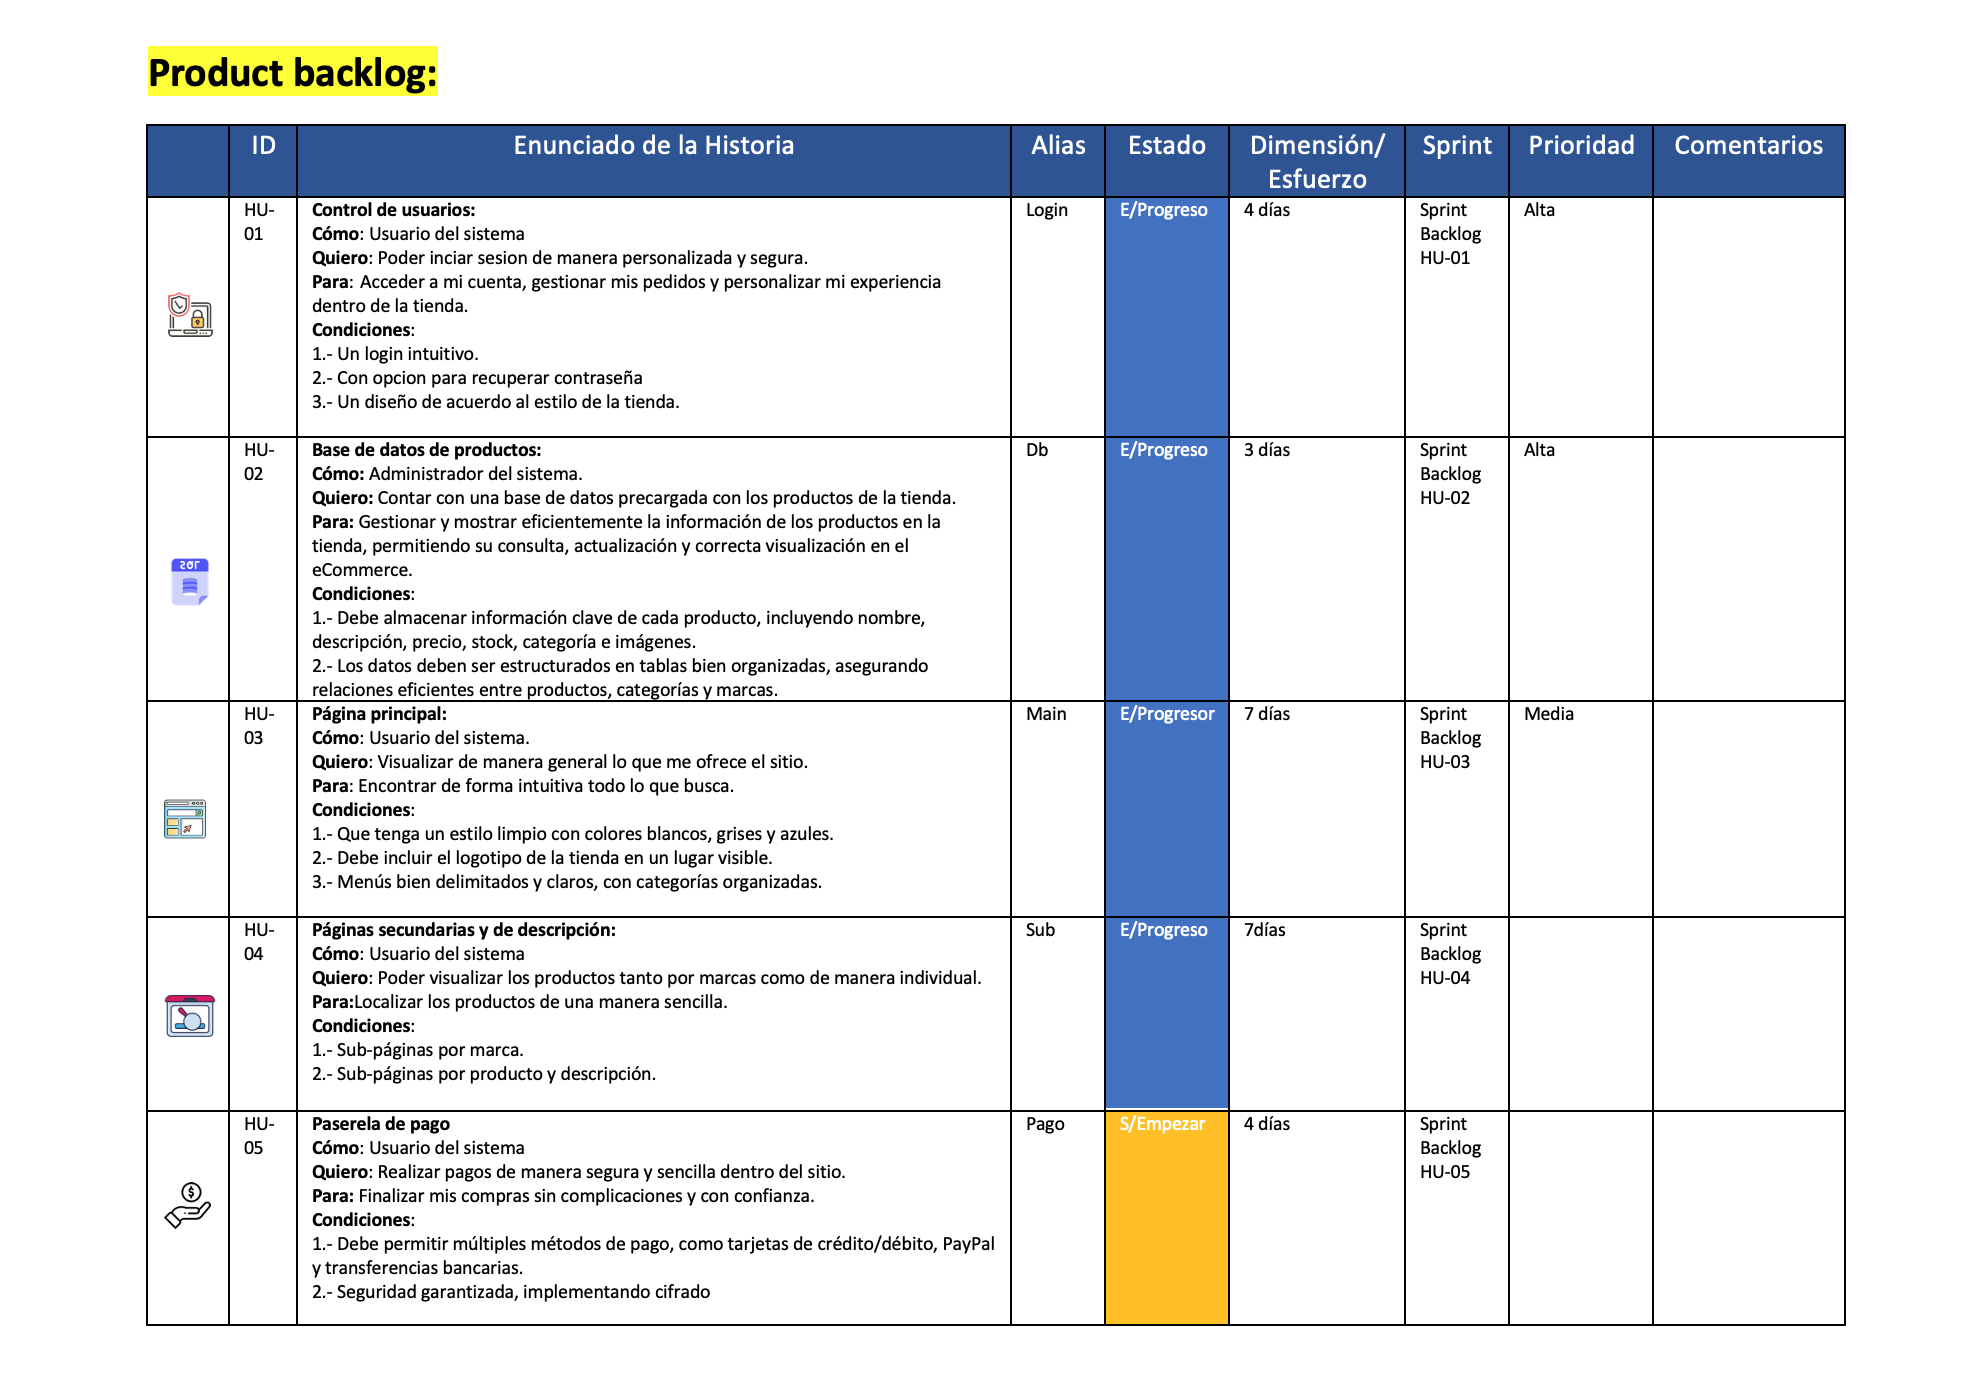 Product backlog:
ID
Enunciado de la Historia
Alias
Estado
Dimensión/
Esfuerzo
Sprint
Prioridad
Comentarios
HU-
01
Control de usuarios:
Cómo: Usuario del sistema
Quiero: Poder inciar sesion de manera personalizada y segura.
Para: Acceder a mi cuenta, gestionar mis pedidos y personalizar mi experiencia
dentro de la tienda.
Condiciones:
1.- Un login intuitivo.
2.- Con opcion para recuperar contraseña
3.- Un diseño de acuerdo al estilo de la tienda.
Login
E/Progreso
4 días
Sprint
Backlog
HU-01
Alta
SQL
HU-
02
Base de datos de productos:
Cómo: Administrador del sistema.
Quiero: Contar con una base de datos precargada con los productos de la tienda.
Para: Gestionar y mostrar eficientemente la información de los productos en la
tienda, permitiendo su consulta, actualización y correcta visualización en el
eCommerce.
Condiciones:
1.- Debe almacenar información clave de cada producto, incluyendo nombre,
descripción, precio, stock, categoría e imágenes.
2.- Los datos deben ser estructurados en tablas bien organizadas, asegurando
relaciones eficientes entre productos, categorías y marcas.
Db
E/Progreso
3 días
Sprint
Backlog
HU-02
Alta
HU-
03
Página principal:
Cómo: Usuario del sistema.
Quiero: Visualizar de manera general lo que me ofrece el sitio.
Para: Encontrar de forma intuitiva todo lo que busca.
Condiciones:
1.- Que tenga un estilo limpio con colores blancos, grises y azules.
2.- Debe incluir el logotipo de la tienda en un lugar visible.
3.- Menús bien delimitados y claros, con categorías organizadas.
Main
E/Progresor
7 días
Sprint
Backlog
HU-03
Media
HU-
04
Páginas secundarias y de descripción:
Cómo: Usuario del sistema
Quiero: Poder visualizar los productos tanto por marcas como de manera individual.
Para:Localizar los productos de una manera sencilla.
Condiciones:
1.- Sub-páginas por marca.
2.- Sub-páginas por producto y descripción.
Sub
E/Progreso
7días
Sprint
Backlog
HU-04
$
HU-
05
Paserela de pago
Cómo: Usuario del sistema
Quiero: Realizar pagos de manera segura y sencilla dentro del sitio.
Para: Finalizar mis compras sin complicaciones y con confianza.
Condiciones:
1.- Debe permitir múltiples métodos de pago, como tarjetas de crédito/débito, PayPal
y transferencias bancarias.
2.- Seguridad garantizada, implementando cifrado
Pago
S/Empezar
4 días
Sprint
Backlog
HU-05